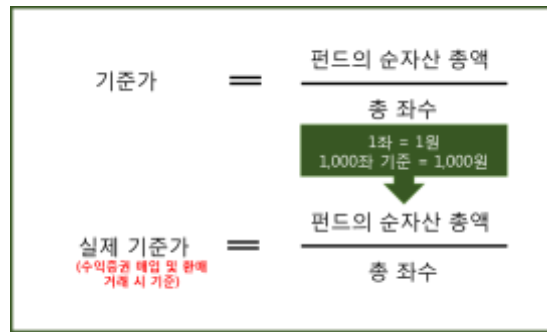 펀드의 순자산 총액
기준가 =
총 좌수
1좌 = 1원
1,000좌 기준 = 1,000원
펀드의 순자산 총액
실제 기준가 =
(수익증권 매입 및 환매
거래 시 기준)
총 좌수